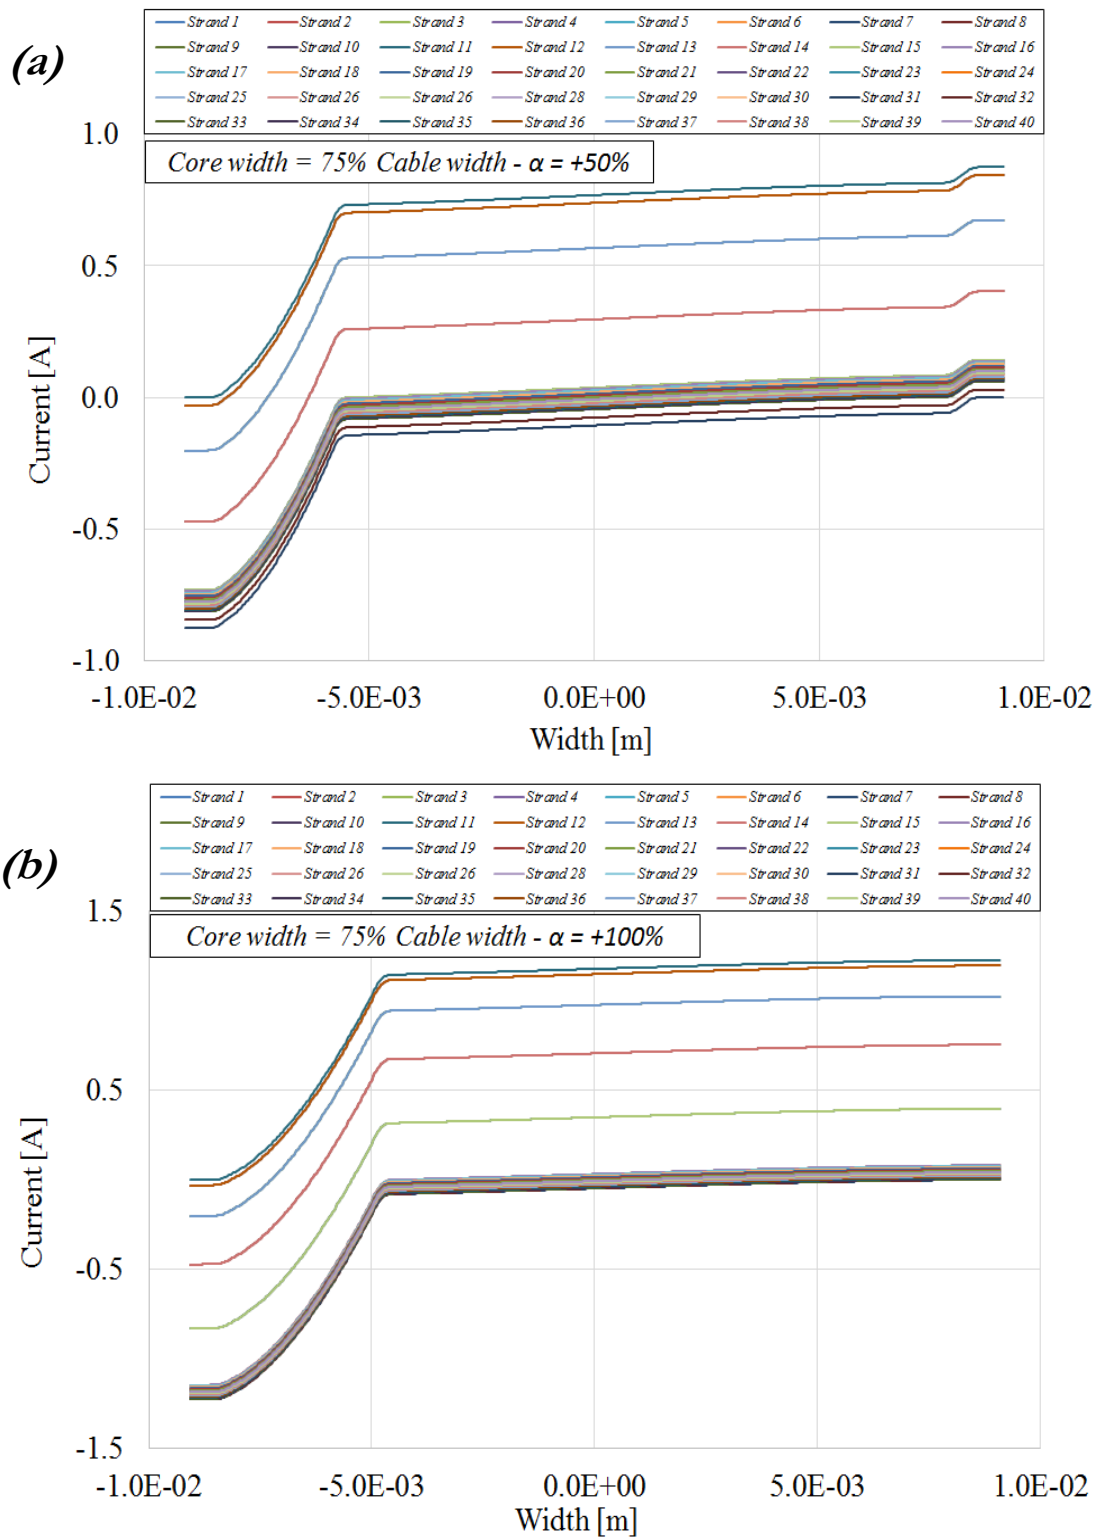 (a)
Strand 1 Strand 2 Strand 3 Strand 4 Strand 5 Strand 6 Strand 7 Strand 8
Strand 9 Strand 10 Strand 11 Strand 12 Strand 13 Strand 14 Strand 15 Strand 16
Strand 17 Strand 18 Strand 19 Strand 20 Strand 21 Strand 22 Strand 23 Strand 24
Strand 25 Strand 26 Strand 26 Strand 28 Strand 29 Strand 30 Strand 31 Strand 32
Strand 33 Strand 34 Strand 35 Strand 36 Strand 37 Strand 38 Strand 39 Strand 40
Core width = 75% Cable width - α = +50%
1.0
0.5
0.0
-0.5
-1.0
Current [A]
-1.0E-02 -5.0E-03 0.0E+00 5.0E-03 1.0E-02
Width [m]
(b)
Strand 1 Strand 2 Strand 3 Strand 4 Strand 5 Strand 6 Strand 7 Strand 8
Strand 9 Strand 10 Strand 11 Strand 12 Strand 13 Strand 14 Strand 15 Strand 16
Strand 17 Strand 18 Strand 19 Strand 20 Strand 21 Strand 22 Strand 23 Strand 24
Strand 25 Strand 26 Strand 26 Strand 28 Strand 29 Strand 30 Strand 31 Strand 32
Strand 33 Strand 34 Strand 35 Strand 36 Strand 37 Strand 38 Strand 39 Strand 40
Core width = 75% Cable width - α = +100%
1.5
0.5
-0.5
-1.5
Current [A]
-1.0E-02 -5.0E-03 0.0E+00 5.0E-03 1.0E-02
Width [m]